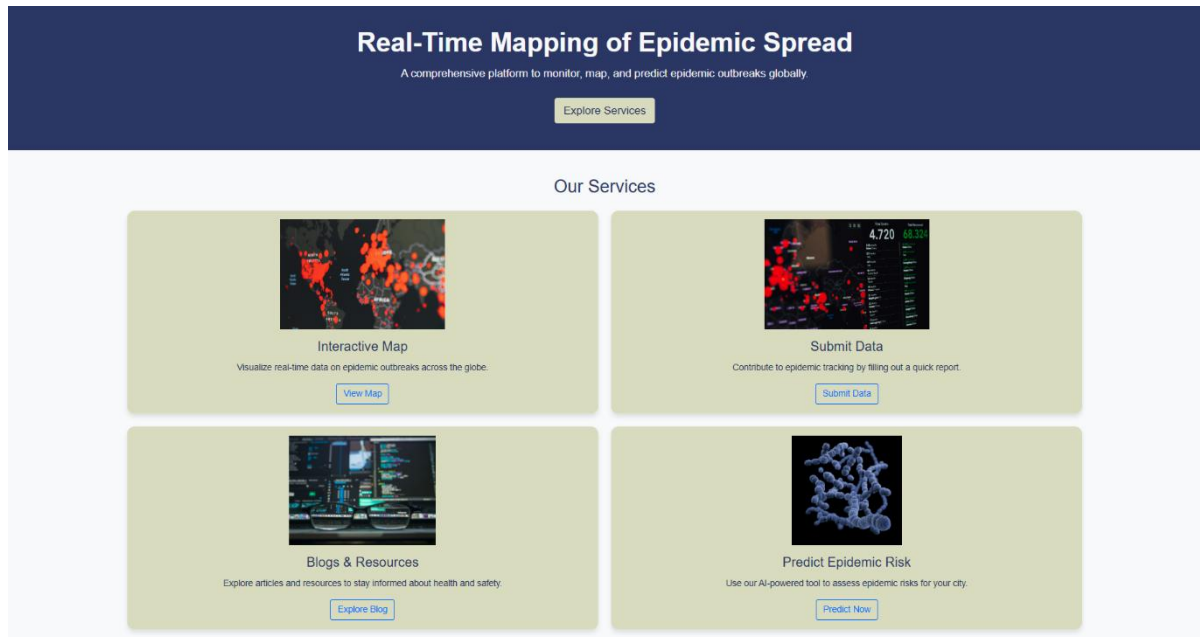 Real-Time Mapping of Epidemic Spread
A comprehensive platform to monitor, map, and predict epidemic outbreaks globally.
Explore Services
Our Services
4.720
68.324
Interactive Map
Visualize real-time data on epidemic outbreaks across the globe.
View Map
Submit Data
Contribute to epidemic tracking by filling out a quick report.
Submit Data
Blogs & Resources
Explore articles and resources to stay informed about health and safety.
Explore Blog
Predict Epidemic Risk
Use our AI-powered tool to assess epidemic risks for your city.
Predict Now